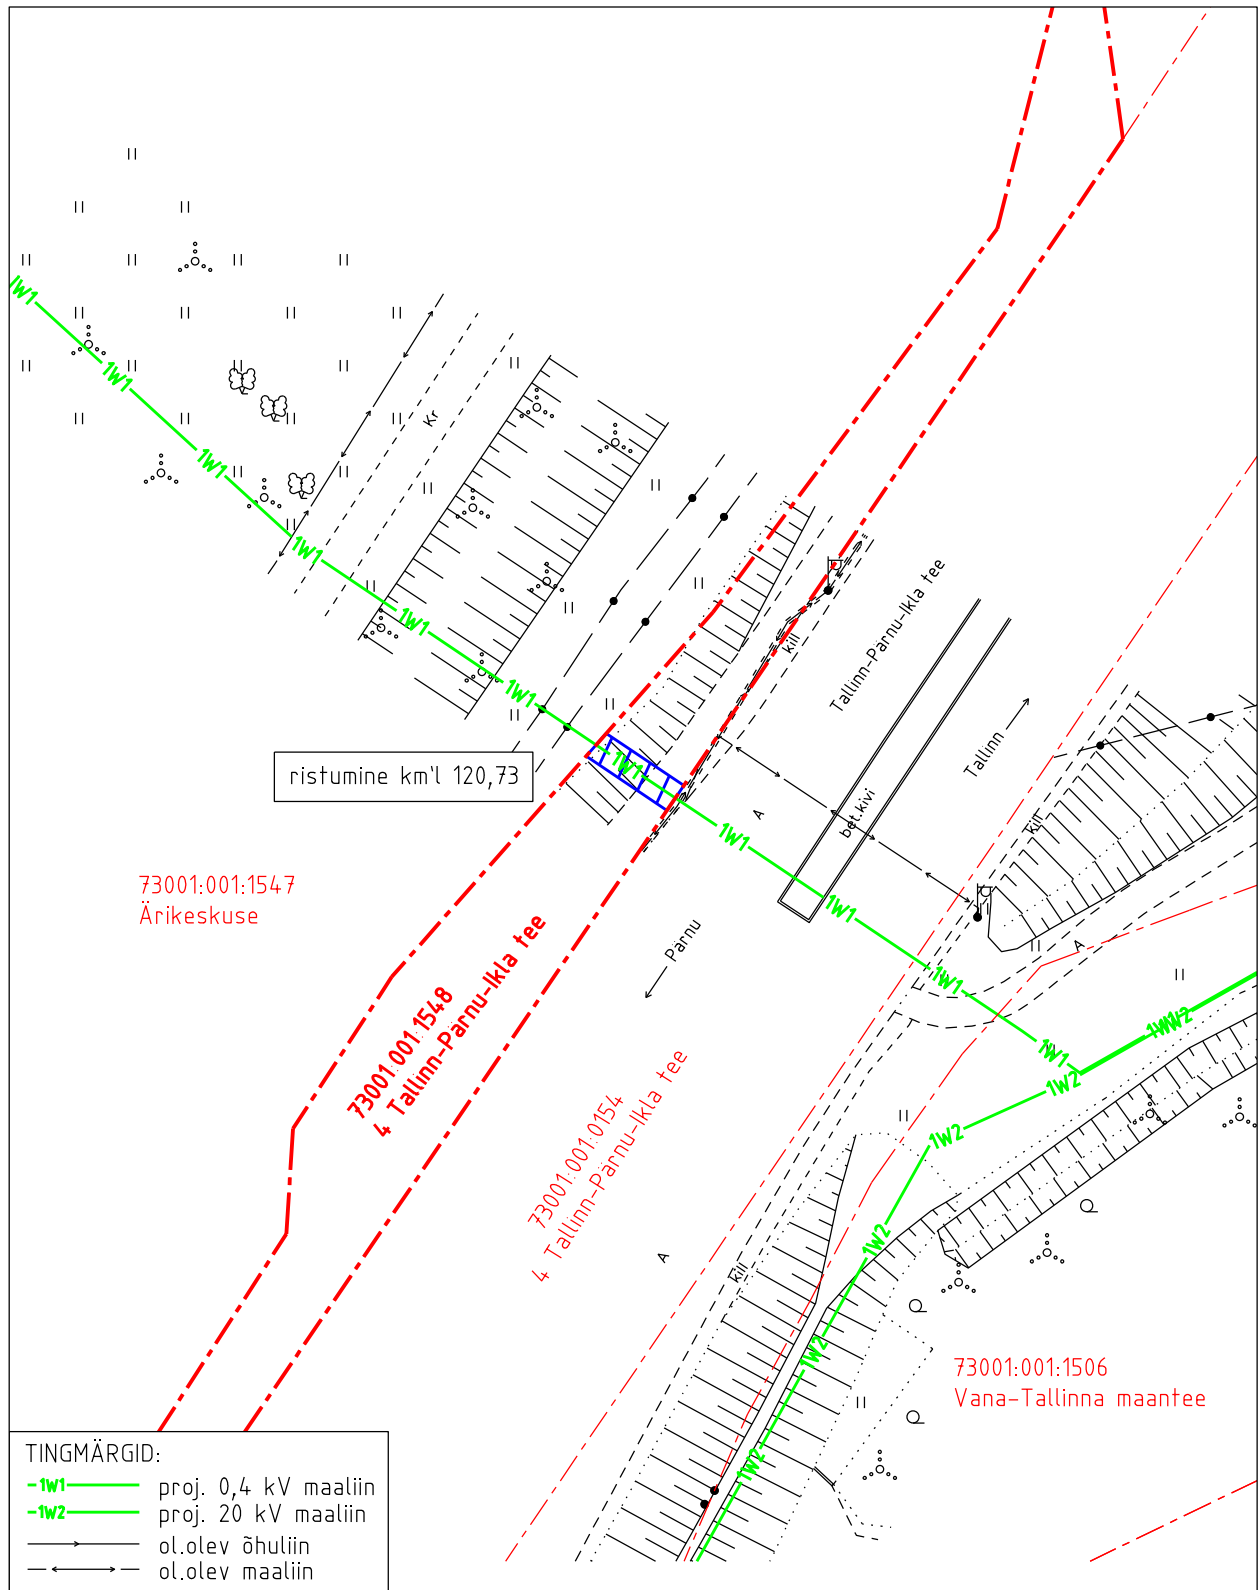 1W1
1W1
1W1
1W1
1W1
1W1
1W1
1W1
1W1
1W1
1W1
1W2
1W2
1W2
1W2
1W2
Kr
kill
Tallinn-Pärnu-Ikla tee
Tallinn
A
bet.kivi
kill
A
ristumine km'l 120,73
73001:001:1547
Ärikeskuse
Pärnu
73001:001:1548
4 Tallinn-Pärnu-Ikla tee
73001:001:0154
4 Tallinn-Pärnu-Ikla tee
A
kill
73001:001:1506
Vana-Tallinna maantee
TINGMÄRGID:
1W1 proj. 0,4 kV maaliin
1W2 proj. 20 kV maaliin
ol.olev õhuliin
ol.olev maaliin